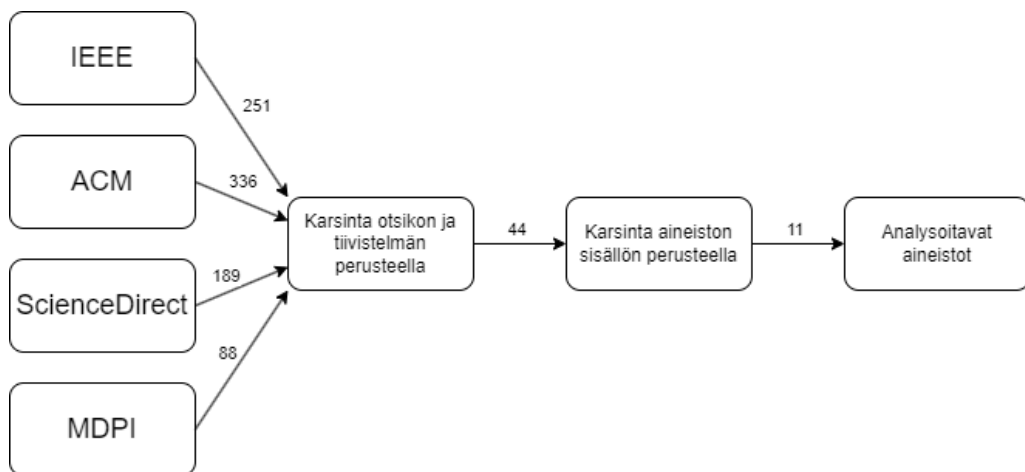 IEEE
251
ACM
336
ScienceDirect
189
MDPI
88
Karsinta otsikon ja
tiivistelmän
perusteella
44
Karsinta aineiston
sisällön perusteella
11
Analysoitavat
aineistot